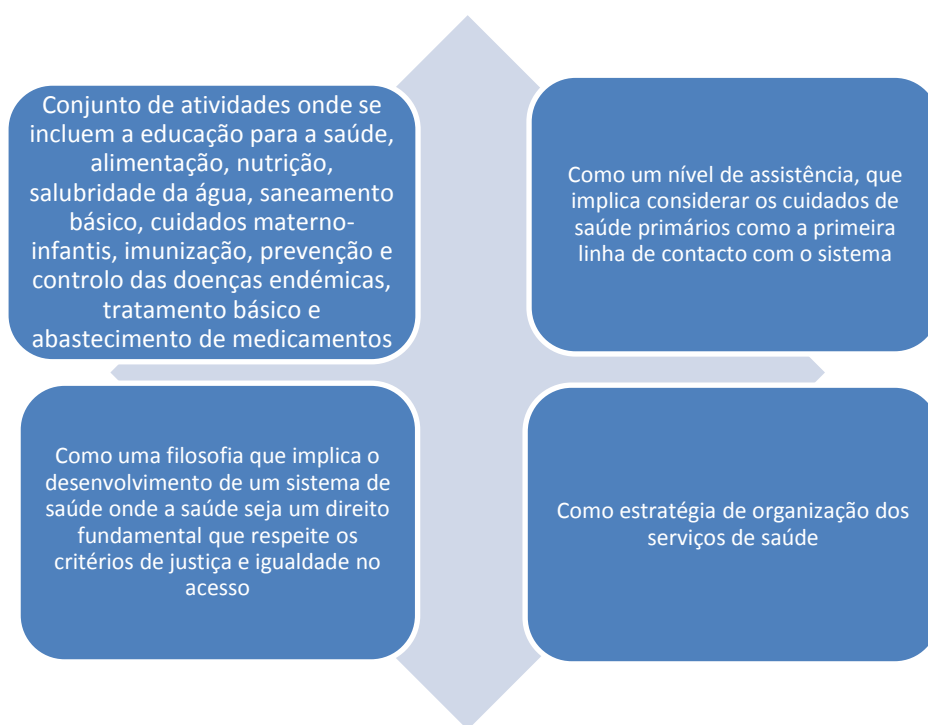 Conjunto de atividades onde se
incluem a educação para a saúde,
alimentação, nutrição,
salubridade da água, saneamento
básico, cuidados materno-
infantis, imunização, prevenção e
controlo das doenças endémicas,
tratamento básico e
abastecimento de medicamentos
Como um nível de assistência, que
implica considerar os cuidados de
saúde primários como a primeira
linha de contacto com o sistema
Como uma filosofia que implica o
desenvolvimento de um sistema de
saúde onde a saúde seja um direito
fundamental que respeite os
critérios de justiça e igualdade no
acesso
Como estratégia de organização dos
serviços de saúde